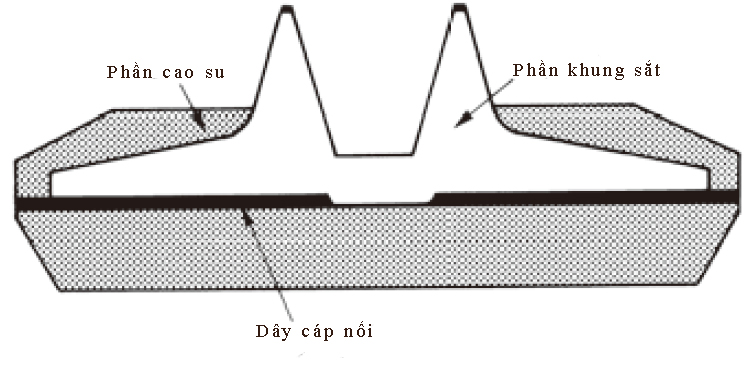 Phần cao su
Phần khung sắt
Dây cáp nối